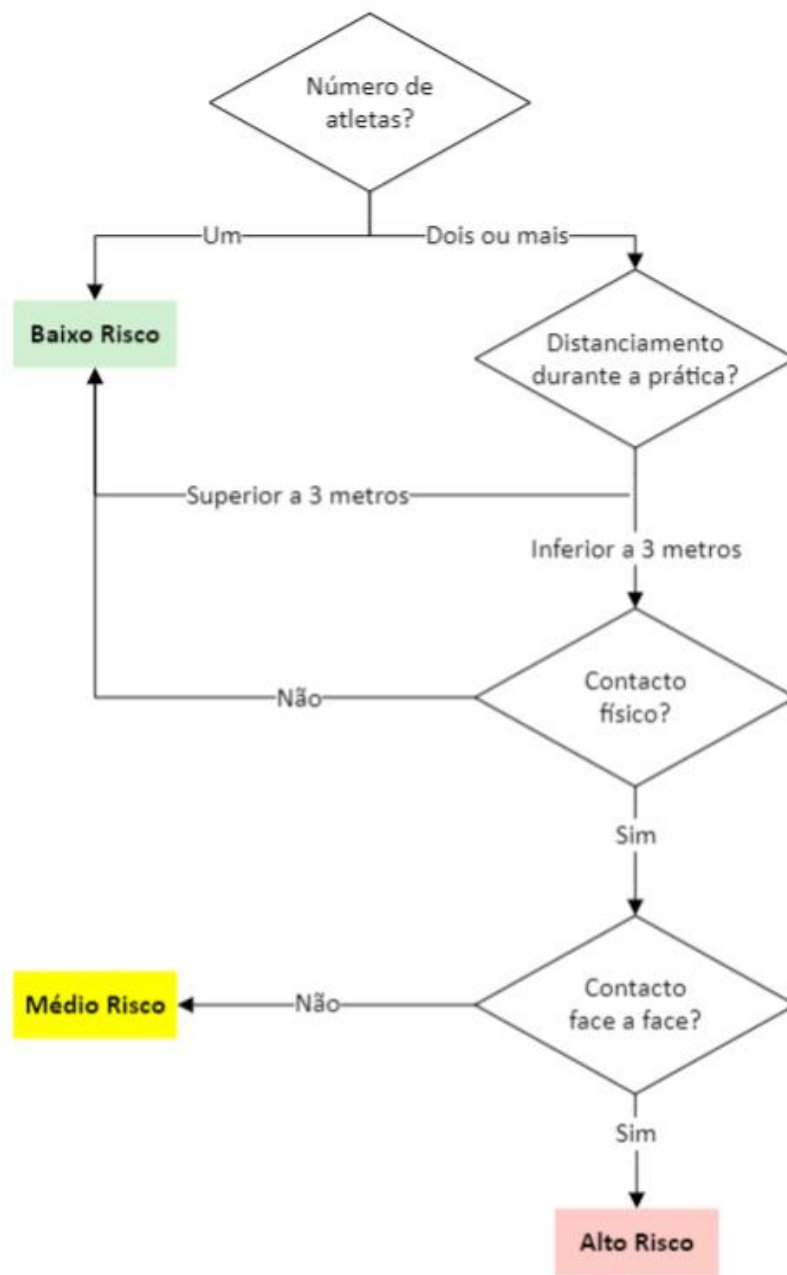 Número de
atletas?
Um
Dois ou mais
Baixo Risco
Distanciamento
durante a prática?
Superior a 3 metros
Inferior a 3 metros
Contacto
físico?
Não
Sim
Contacto
face a face?
Não
Médio Risco
Sim
Alto Risco